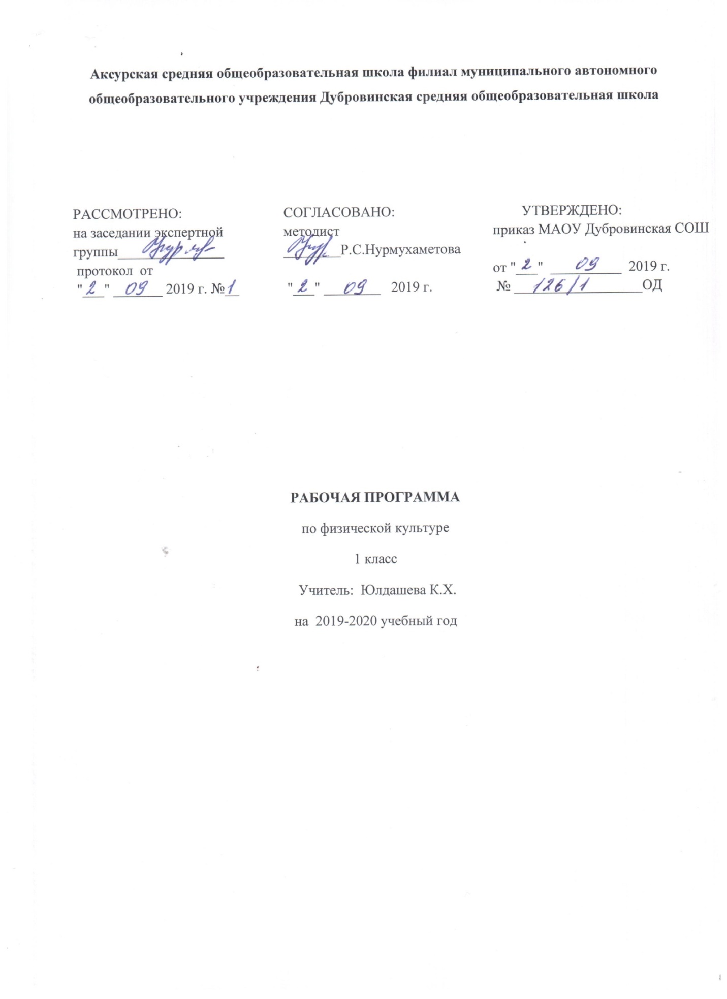 Аксурская средняя общеобразовательная школа филиал муниципального автономного
общеобразовательного учреждения Дубровинская средняя общеобразовательная школа
РАССМОТРЕНО:
на заседании экспертной
группы_______________
протокол от
"2" 09 2019 г. №1
СОГЛАСОВАНО:
методист
________Р.С.Нурмухаметова
"2" 09 2019 г.
УТВЕРЖДЕНО:
приказ МАОУ Дубровинская СОШ
от "2" 09 2019 г.
№ 126/1 ОД
РАБОЧАЯ ПРОГРАММА
по физической культуре
1 класс
Учитель: Юлдашева К.Х.
на 2019-2020 учебный год